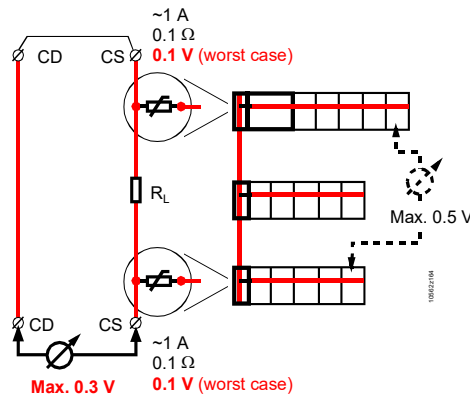 ~1 A
0.1 Ω
0.1 V (worst case)
CD CS
R_L
Max. 0.5 V
10562z164
CD CS
~1 A
0.1 Ω
0.1 V (worst case)
Max. 0.3 V